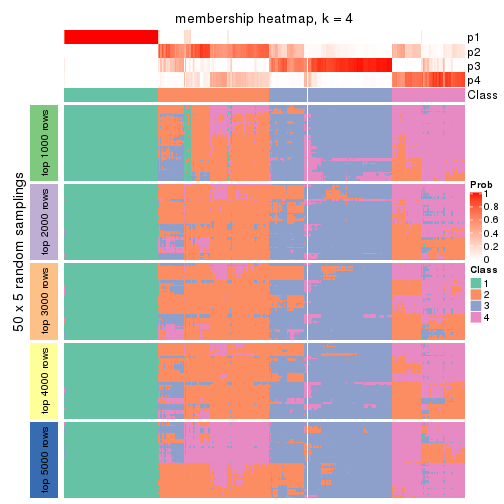 membership heatmap, k = 4
p1
p2
p3
p4
Class
50 x 5 random samplings
top 1000 rows
top 2000 rows
top 3000 rows
top 4000 rows
top 5000 rows
Prob
1
0.8
0.6
0.4
0.2
0
Class
1
2
3
4